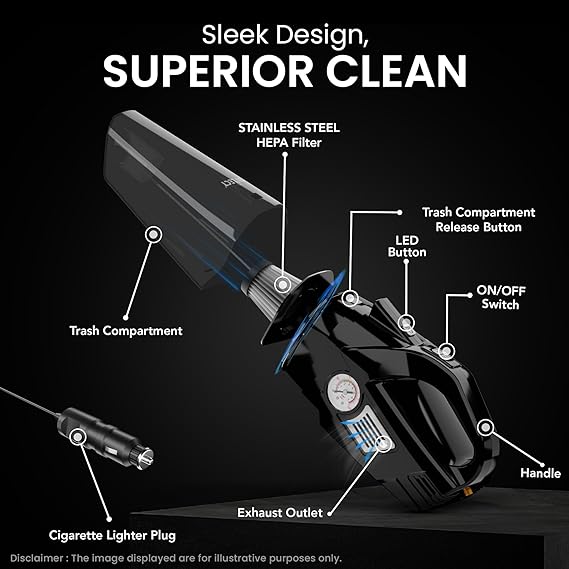 Sleek Design,
SUPERIOR CLEAN
STAINLESS STEEL
HEPA Filter
Trash Compartment
Release Button
LED
Button
ON/OFF
Switch
Trash Compartment
Handle
Exhaust Outlet
Cigarette Lighter Plug
Disclaimer : The image displayed are for illustrative purposes only.